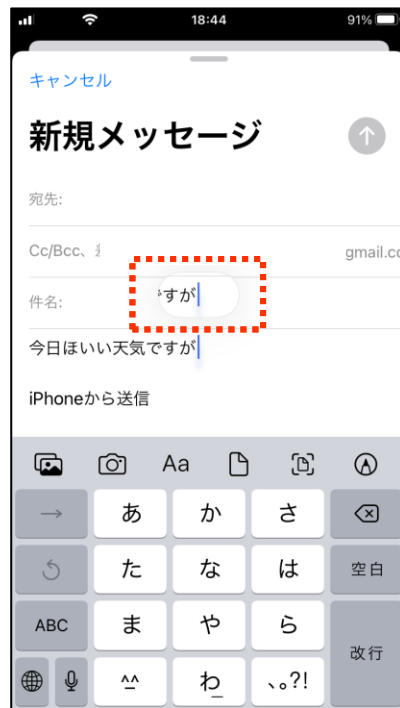 18:44
91%
キャンセル
新規メッセージ
宛先:
Cc/Bcc、
gmail.co
件名:
ですが
今日ほいい天気ですが
iPhoneから送信
Aa
→ あ か さ
た な は 空白
ABC ま や ら
^^ わ_ 、。?! 改行